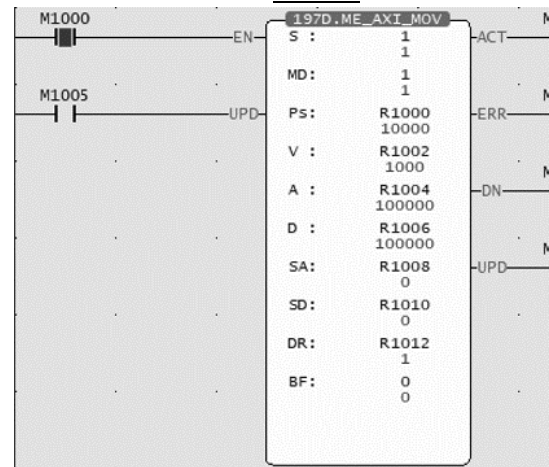 M1000
197D.ME_AXI_MOV
EN
S : 1
1
ACT
MD: 1
1
M1005
UPD
Ps: R1000
10000
ERR
V : R1002
1000
A : R1004
100000
DN
D : R1006
100000
SA: R1008
0
UPD
SD: R1010
0
DR: R1012
1
BF: 0
0